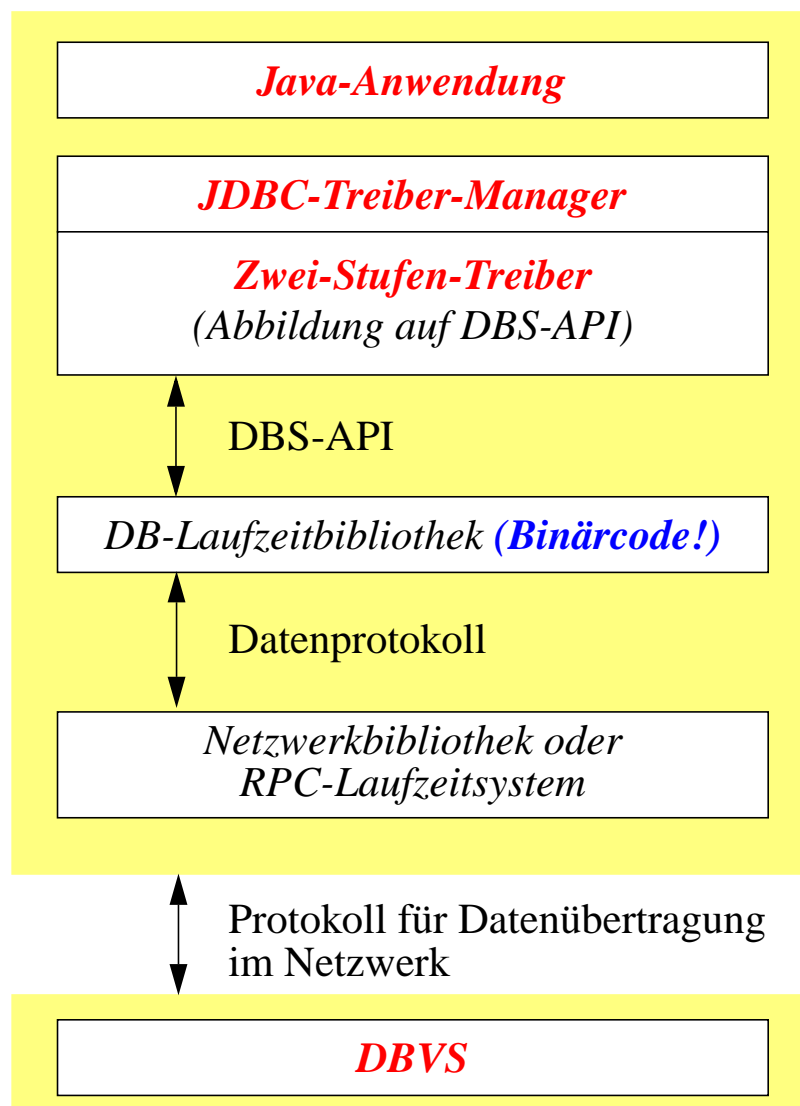 Java-Anwendung
JDBC-Treiber-Manager
Zwei-Stufen-Treiber
(Abbildung auf DBS-API)
DBS-API
DB-Laufzeitbibliothek (Binärcode!)
Datenprotokoll
Netzwerkbibliothek oder
RPC-Laufzeitsystem
Protokoll für Datenübertragung
im Netzwerk
DBVS